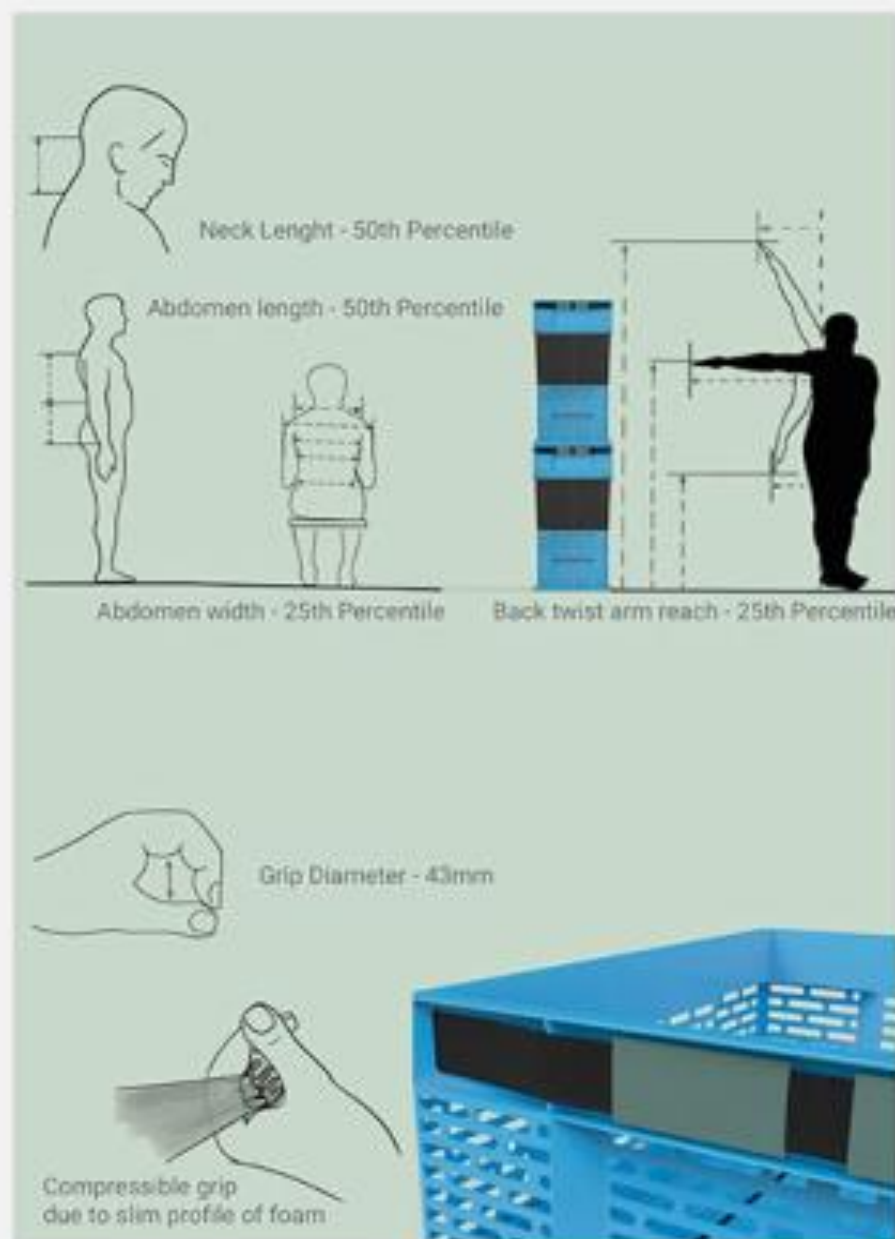 Neck Lenght - 50th Percentile
Abdomen length - 50th Percentile
Abdomen width - 25th Percentile
Back twist arm reach - 25th Percentile
Grip Diameter - 43mm
Compressible grip
due to slim profile of foam